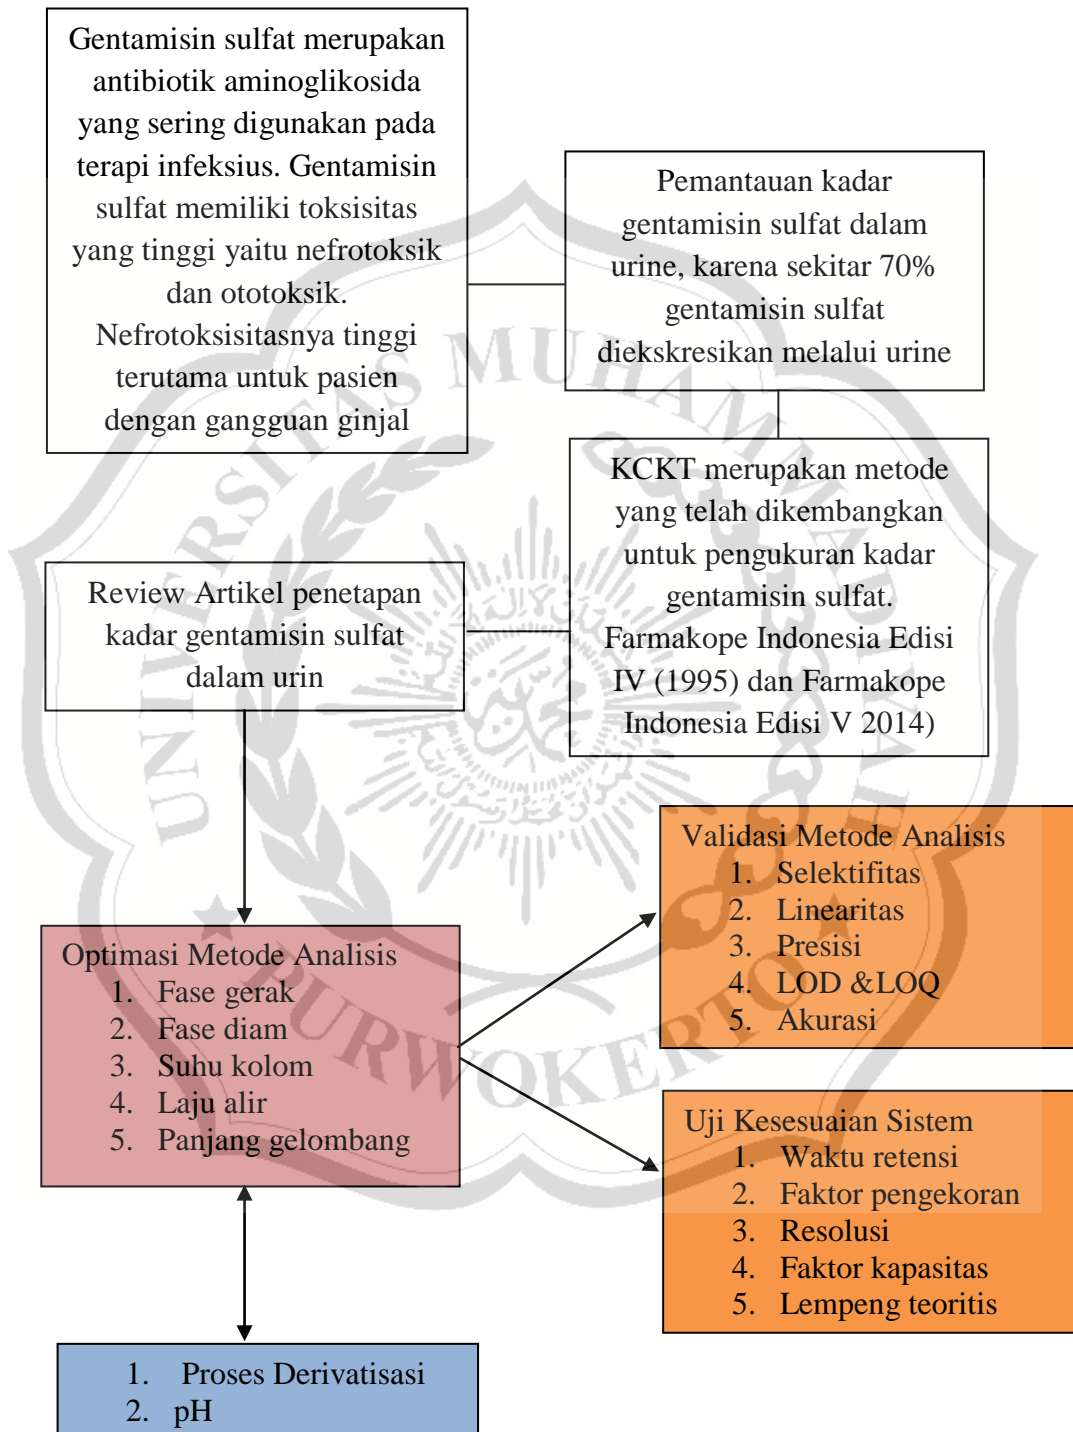 Gentamisin sulfat merupakan
antibiotik aminoglikosida
yang sering digunakan pada
terapi infeksius. Gentamisin
sulfat memiliki toksisitas
yang tinggi yaitu nefrotoksik
dan ototoksik.
Nefrotoksisitasnya tinggi
terutama untuk pasien
dengan gangguan ginjal
Pemantauan kadar
gentamisin sulfat dalam
urine, karena sekitar 70%
gentamisin sulfat
diekskresikan melalui urine
KCKT merupakan metode
yang telah dikembangkan
untuk pengukuran kadar
gentamisin sulfat.
Farmakope Indonesia Edisi
IV (1995) dan Farmakope
Indonesia Edisi V 2014)
Review Artikel penetapan
kadar gentamisin sulfat
dalam urin
Optimasi Metode Analisis
1. Fase gerak
2. Fase diam
3. Suhu kolom
4. Laju alir
5. Panjang gelombang
Validasi Metode Analisis
1. Selektifitas
2. Linearitas
3. Presisi
4. LOD &LOQ
5. Akurasi
Uji Kesesuaian Sistem
1. Waktu retensi
2. Faktor pengekoran
3. Resolusi
4. Faktor kapasitas
5. Lempeng teoritis
1. Proses Derivatisasi
2. pH
UNIVERSITAS MUHAMMADIYAH
PURWOKERTO